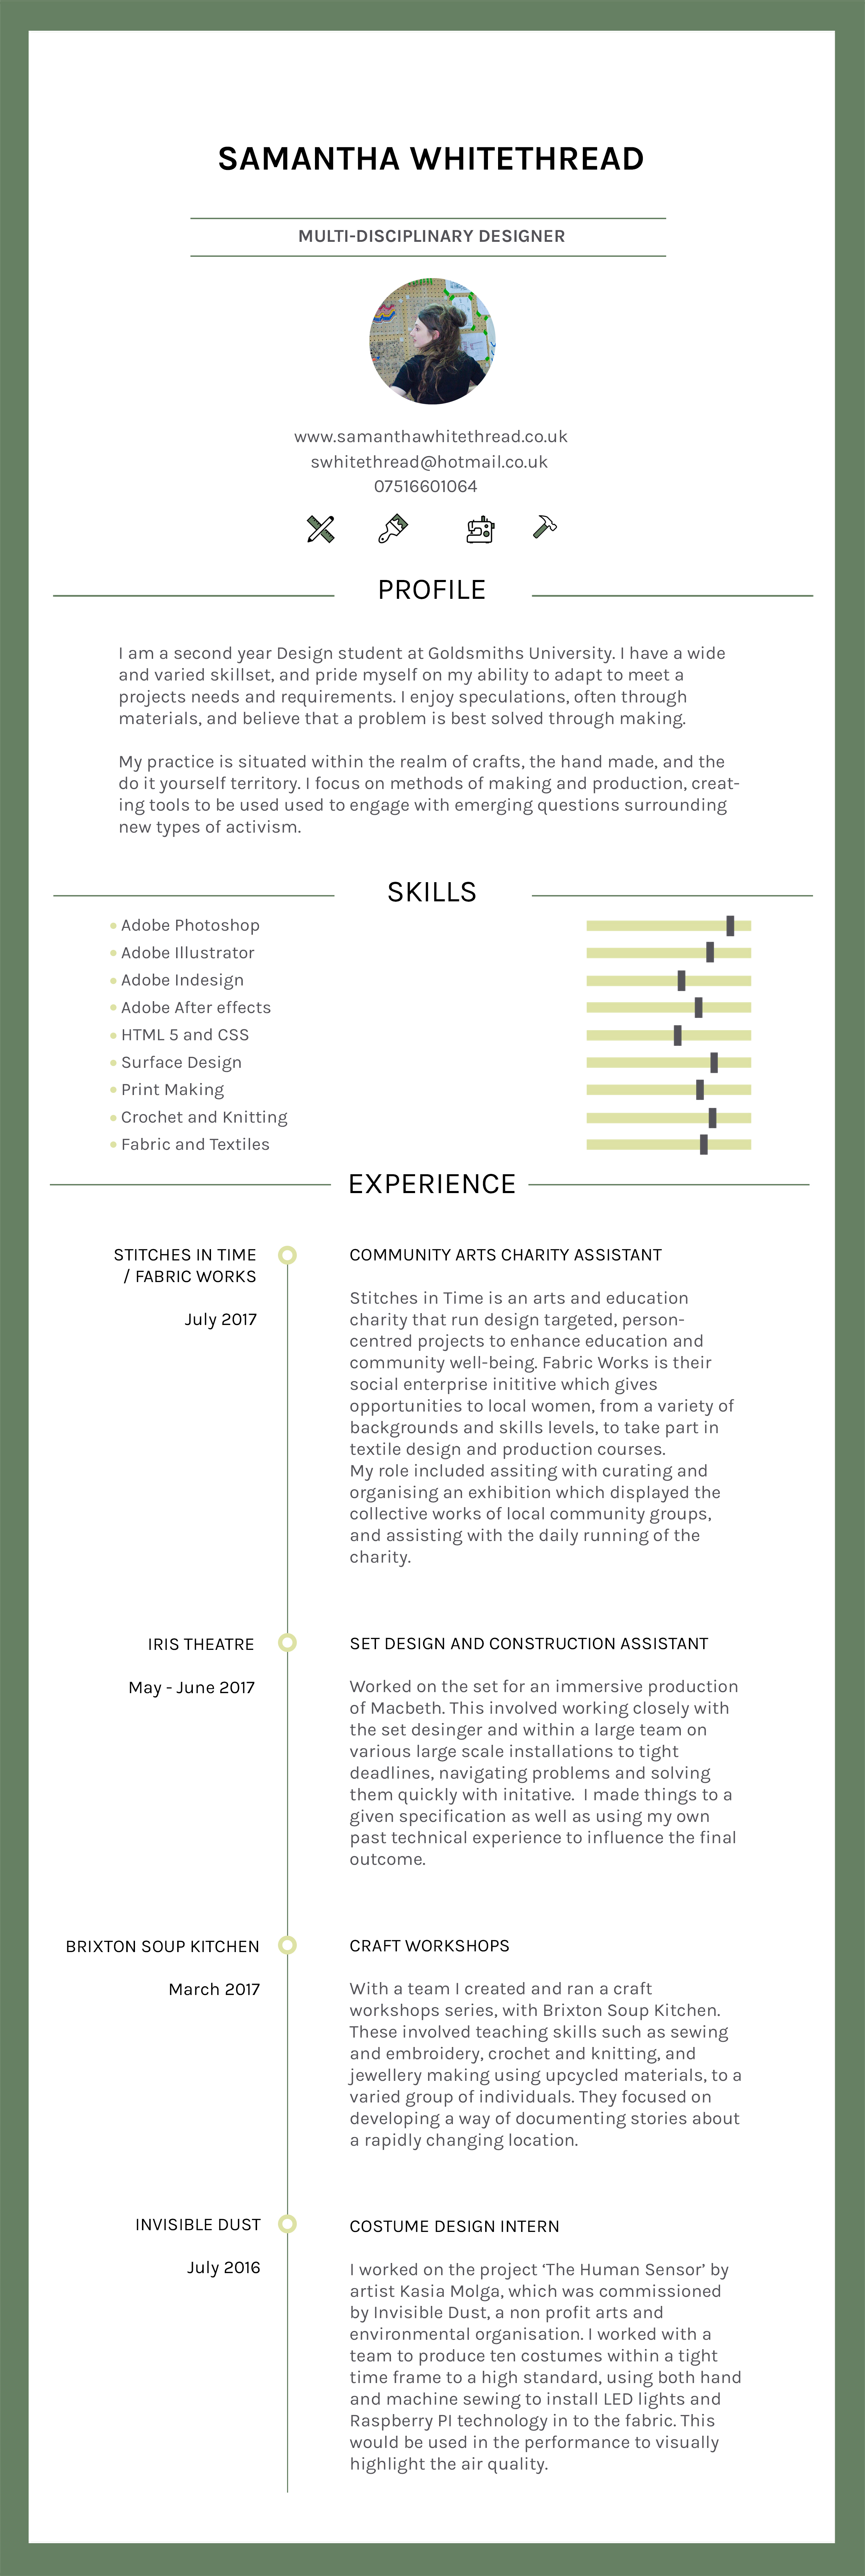 SAMANTHA WHITETHREAD
MULTI-DISCIPLINARY DESIGNER
www.samanthawhitethread.co.uk
swhitethread@hotmail.co.uk
07516601064
PROFILE
I am a second year Design student at Goldsmiths University. I have a wide
and varied skillset, and pride myself on my ability to adapt to meet a
projects needs and requirements. I enjoy speculations, often through
materials, and believe that a problem is best solved through making.
My practice is situated within the realm of crafts, the hand made, and the
do it yourself territory. I focus on methods of making and production, creat-
ing tools to be used used to engage with emerging questions surrounding
new types of activism.
SKILLS
Adobe Photoshop
Adobe Illustrator
Adobe Indesign
Adobe After effects
HTML 5 and CSS
Surface Design
Print Making
Crochet and Knitting
Fabric and Textiles
EXPERIENCE
STITCHES IN TIME
/ FABRIC WORKS
July 2017
COMMUNITY ARTS CHARITY ASSISTANT
Stitches in Time is an arts and education
charity that run design targeted, person-
centred projects to enhance education and
community well-being. Fabric Works is their
social enterprise inititive which gives
opportunities to local women, from a variety of
backgrounds and skills levels, to take part in
textile design and production courses.
My role included assiting with curating and
organising an exhibition which displayed the
collective works of local community groups,
and assisting with the daily running of the
charity.
IRIS THEATRE
May - June 2017
SET DESIGN AND CONSTRUCTION ASSISTANT
Worked on the set for an immersive production
of Macbeth. This involved working closely with
the set desinger and within a large team on
various large scale installations to tight
deadlines, navigating problems and solving
them quickly with initative. I made things to a
given specification as well as using my own
past technical experience to influence the final
outcome.
BRIXTON SOUP KITCHEN
March 2017
CRAFT WORKSHOPS
With a team I created and ran a craft
workshops series, with Brixton Soup Kitchen.
These involved teaching skills such as sewing
and embroidery, crochet and knitting, and
jewellery making using upcycled materials, to a
varied group of individuals. They focused on
developing a way of documenting stories about
a rapidly changing location.
INVISIBLE DUST
July 2016
COSTUME DESIGN INTERN
I worked on the project ‘The Human Sensor’ by
artist Kasia Molga, which was commissioned
by Invisible Dust, a non profit arts and
environmental organisation. I worked with a
team to produce ten costumes within a tight
time frame to a high standard, using both hand
and machine sewing to install LED lights and
Raspberry PI technology in to the fabric. This
would be used in the performance to visually
highlight the air quality.